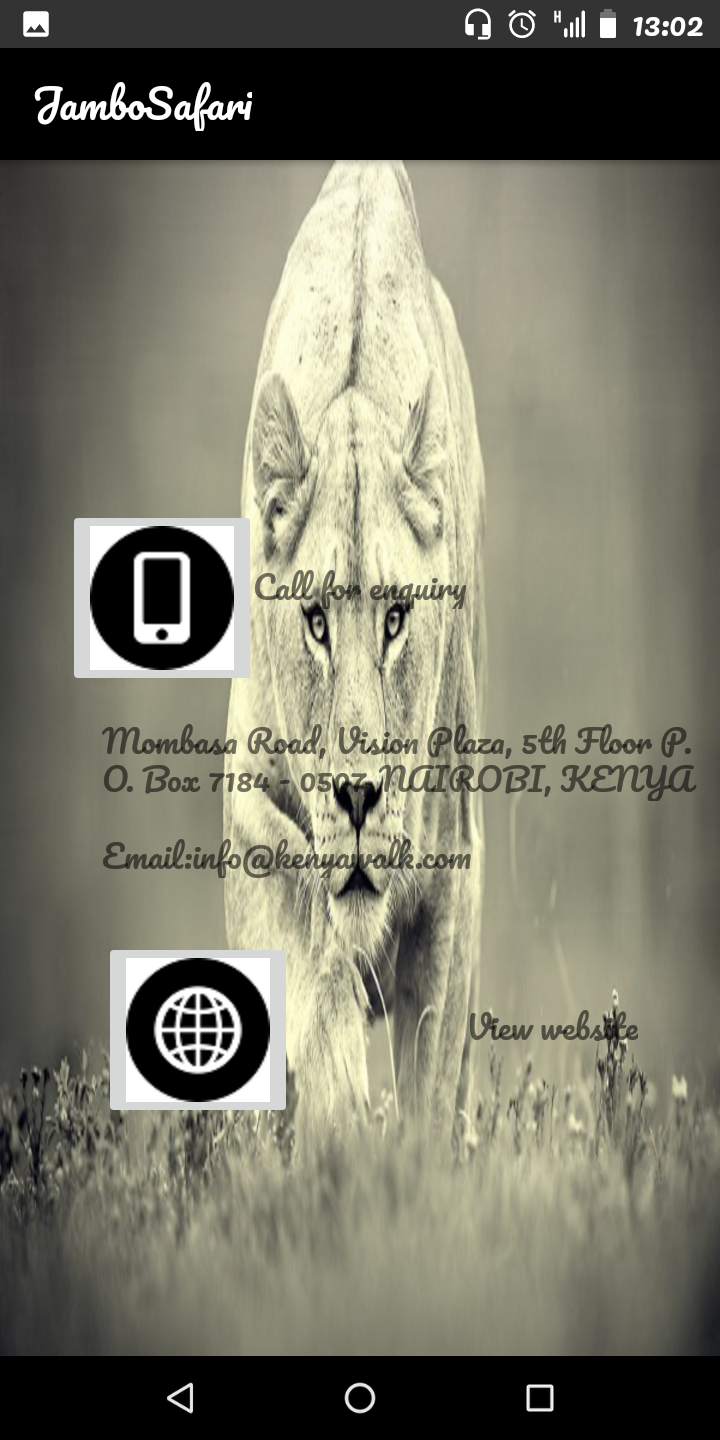 H 13:02
JamboSafari
Call for enquiry
Mombasa Road, Vision Plaza, 5th Floor P.
O. Box 7184 - 0507, NAIROBI, KENYA
Email:info@kenyawalk.com
View website